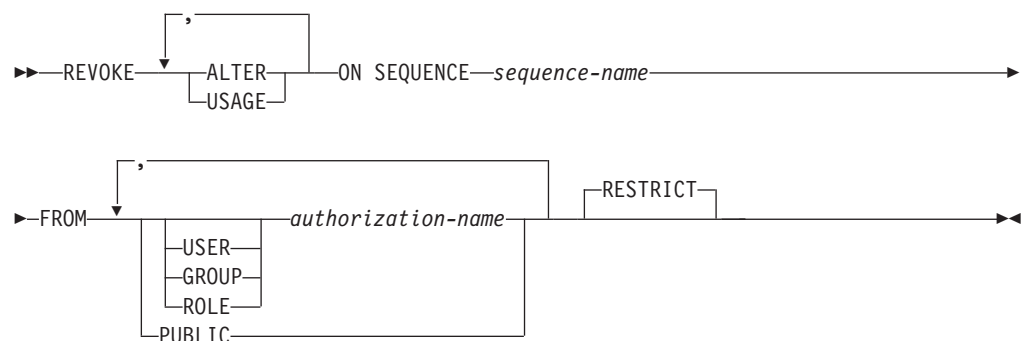 ,
REVOKE ALTER ON SEQUENCE sequence-name
USAGE
,
RESTRICT
FROM authorization-name
USER
GROUP
ROLE
PUBLIC